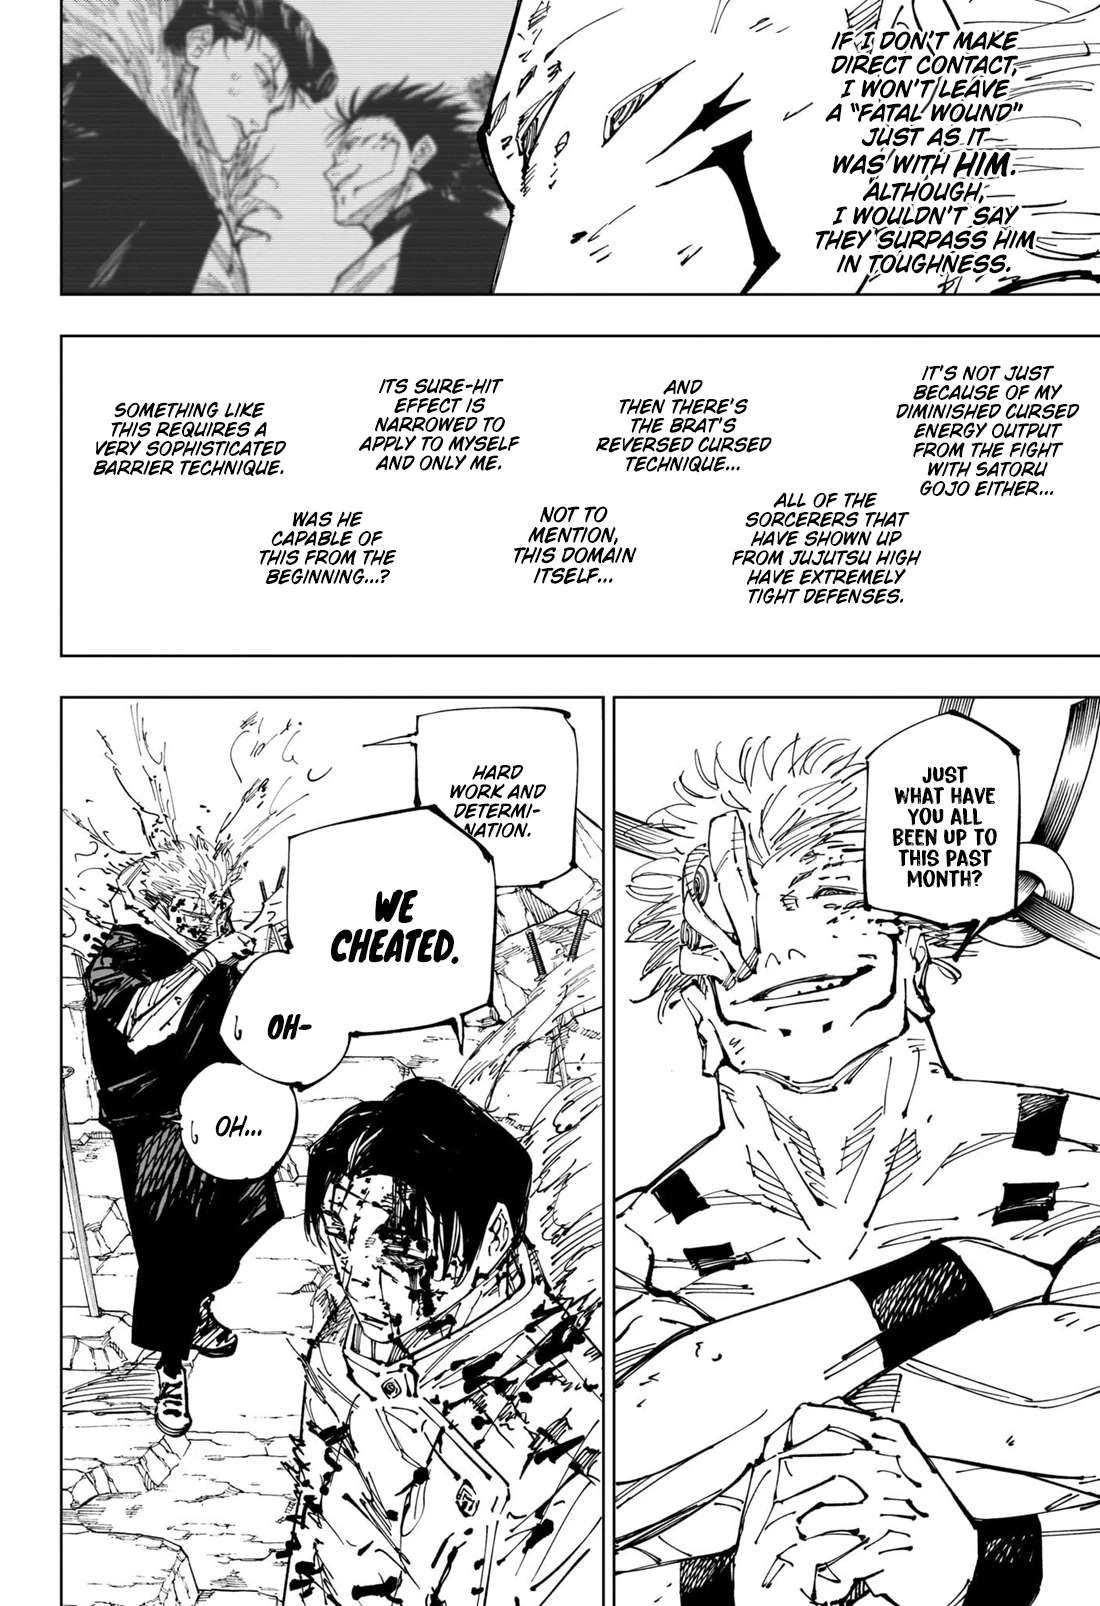 IF I DON'T MAKE
DIRECT CONTACT,
I WON'T LEAVE
A "FATAL WOUND"
JUST AS IT
WAS WITH HIM.
ALTHOUGH,
I WOULDN'T SAY
THEY SURPASS HIM
IN TOUGHNESS.
IT'S NOT JUST
BECAUSE OF MY
DIMINISHED CURSED
ENERGY OUTPUT
FROM THE FIGHT
WITH SATORU
GOJO EITHER...
ALL OF THE
SORCERERS THAT
HAVE SHOWN UP
FROM JUJUTSU HIGH
HAVE EXTREMELY
TIGHT DEFENSES.
AND
THEN THERE'S
THE BRAT'S
REVERSED CURSED
TECHNIQUE...
NOT TO
MENTION,
THIS DOMAIN
ITSELF...
ITS SURE-HIT
EFFECT IS
NARROWED TO
APPLY TO MYSELF
AND ONLY ME.
WAS HE
CAPABLE OF
THIS FROM THE
BEGINNING...?
SOMETHING LIKE
THIS REQUIRES A
VERY SOPHISTICATED
BARRIER TECHNIQUE.
JUST
WHAT HAVE
YOU ALL
BEEN UP TO
THIS PAST
MONTH?
HARD
WORK AND
DETERMI-
NATION.
WE
CHEATED.
OH-
OH...